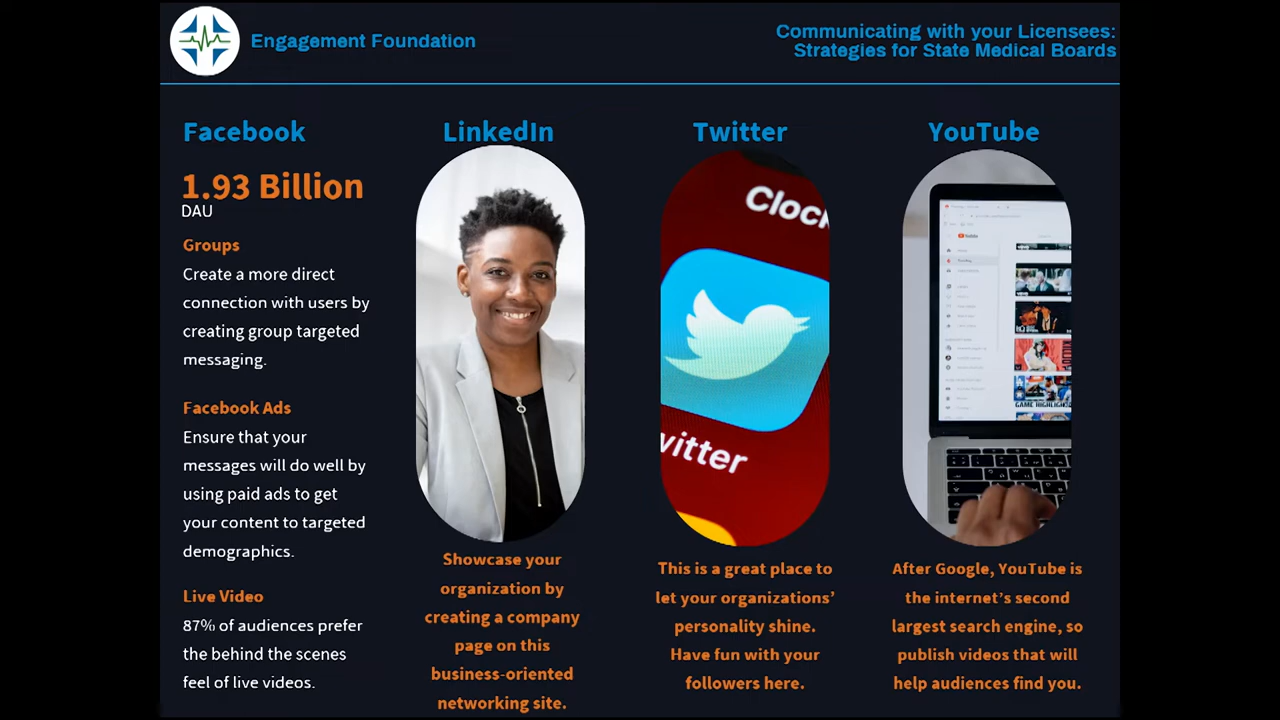 Engagement Foundation
Communicating with your Licensees:
Strategies for State Medical Boards
Facebook
1.93 Billion
DAU
Groups
Create a more direct
connection with users by
creating group targeted
messaging.
Facebook Ads
Ensure that your
messages will do well by
using paid ads to get
your content to targeted
demographics.
Live Video
87% of audiences prefer
the behind the scenes
feel of live videos.
LinkedIn
Showcase your
organization by
creating a company
page on this
business-oriented
networking site.
Twitter
Clock
witter
This is a great place to
let your organizations’
personality shine.
Have fun with your
followers here.
YouTube
GAME HIGHLIGH
After Google, YouTube is
the internet’s second
largest search engine, so
publish videos that will
help audiences find you.